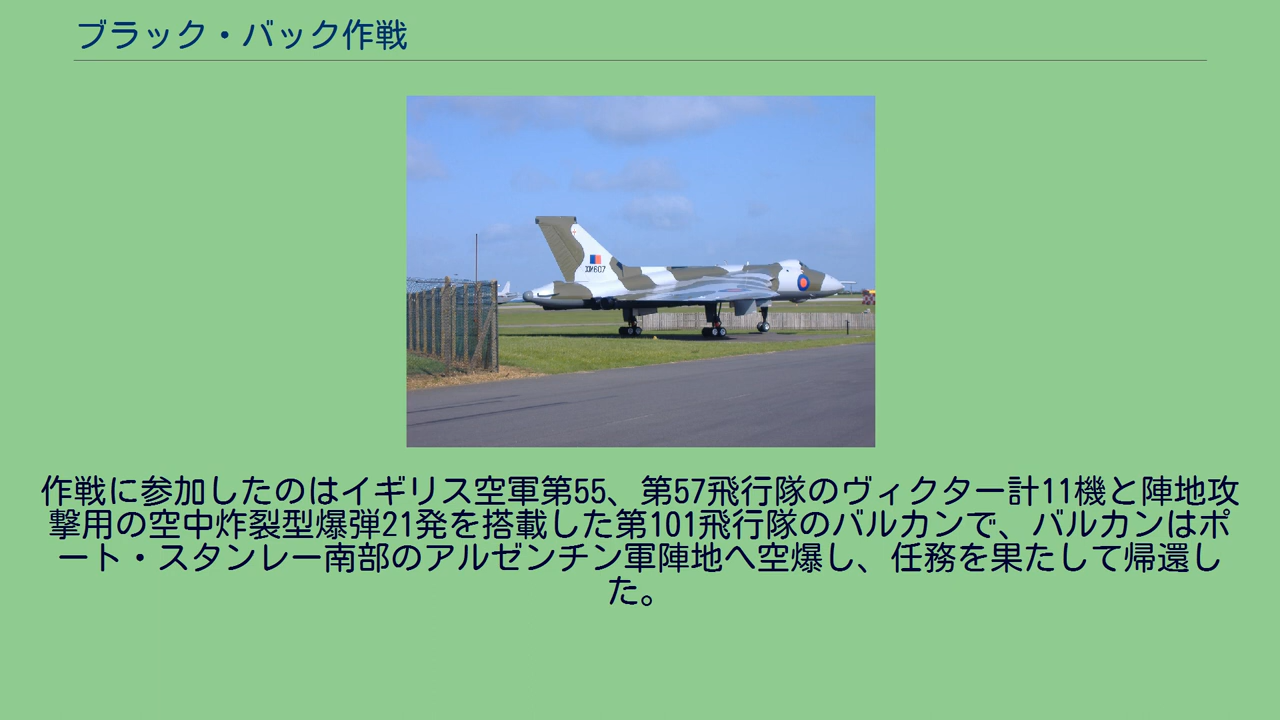 ブラック・バック作戦
XM607
作戦に参加したのはイギリス空軍第55、第57飛行隊のヴィクター計11機と陣地攻
撃用の空中炸裂型爆弾21発を搭載した第101飛行隊のバルカンで、バルカンはポ
ート・スタンレー南部のアルゼンチン軍陣地へ空爆し、任務を果たして帰還し
た。